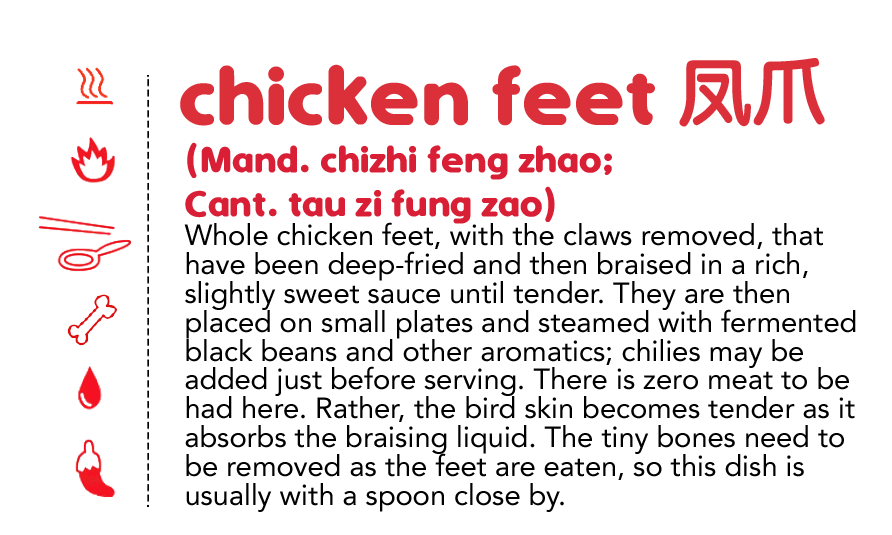 chicken feet 凤爪
(Mand. chizhi feng zhao;
Cant. tau zi fung zao)
Whole chicken feet, with the claws removed, that
have been deep-fried and then braised in a rich,
slightly sweet sauce until tender. They are then
placed on small plates and steamed with fermented
black beans and other aromatics; chilies may be
added just before serving. There is zero meat to be
had here. Rather, the bird skin becomes tender as it
absorbs the braising liquid. The tiny bones need to
be removed as the feet are eaten, so this dish is
usually with a spoon close by.